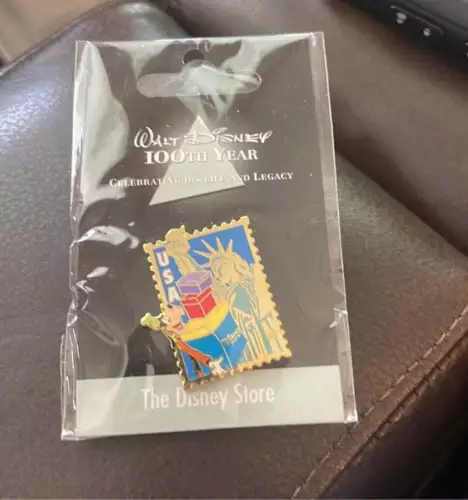 WALT DISNEY
100TH YEAR
CELEBRATING HIS LIFE AND LEGACY
USA
The Disney Store